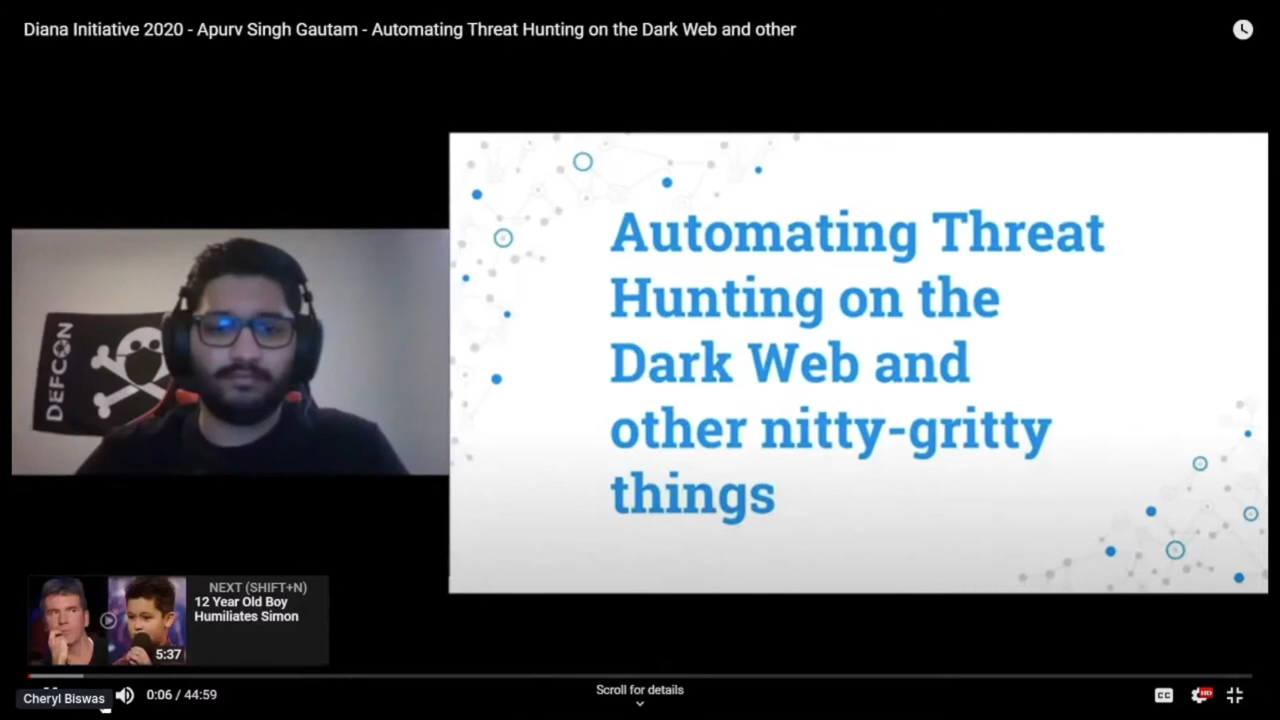 Diana Initiative 2020 - Apurv Singh Gautam - Automating Threat Hunting on the Dark Web and other
DEFCON
Automating Threat
Hunting on the
Dark Web and
other nitty-gritty
things
NEXT (SHIFT+N)
12 Year Old Boy
Humiliates Simon
5:37
Cheryl Biswas
0:06 / 44:59
Scroll for details
CC
HD